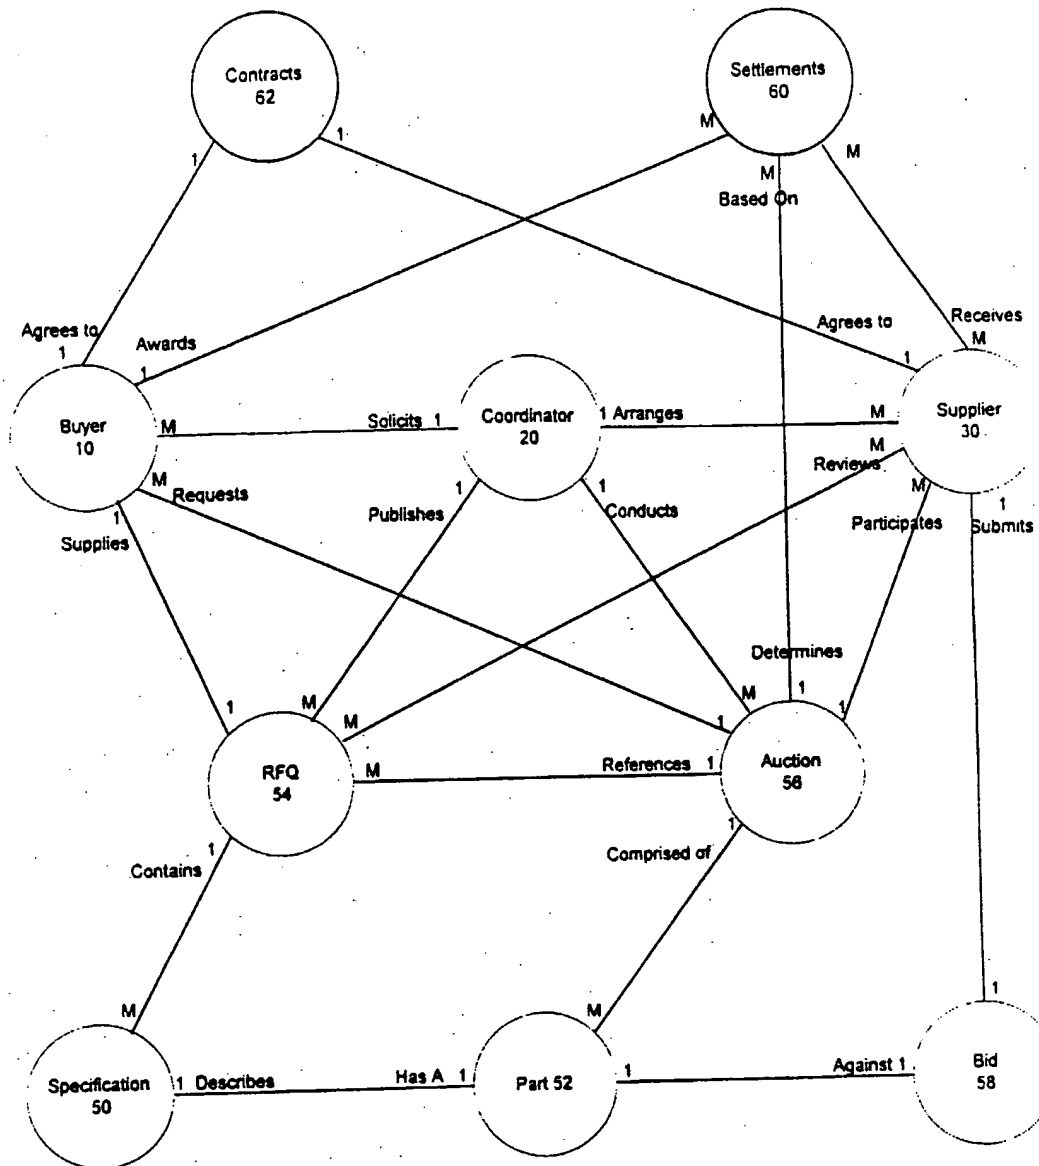 Contracts
62
Settlements
60
1
1
M
M
M
Based On
Agrees to
1
Awards
1
Agrees to
1
Receives
M
Buyer
10
M
Solicits 1
Coordinator
20
1 Arranges
M
Supplier
30
M
Requests
1
Supplies
1
Publishes
1
Conducts
M
Reviews
M
Participates
1
Submits
Determines
1
M
M
M
1
1
1
RFQ
54
M
References 1
Auction
56
1
Contains
1
Comprised of
M
M
1
Specification
50
1 Describes
Has A 1
Part 52
1
Against 1
Bid
58